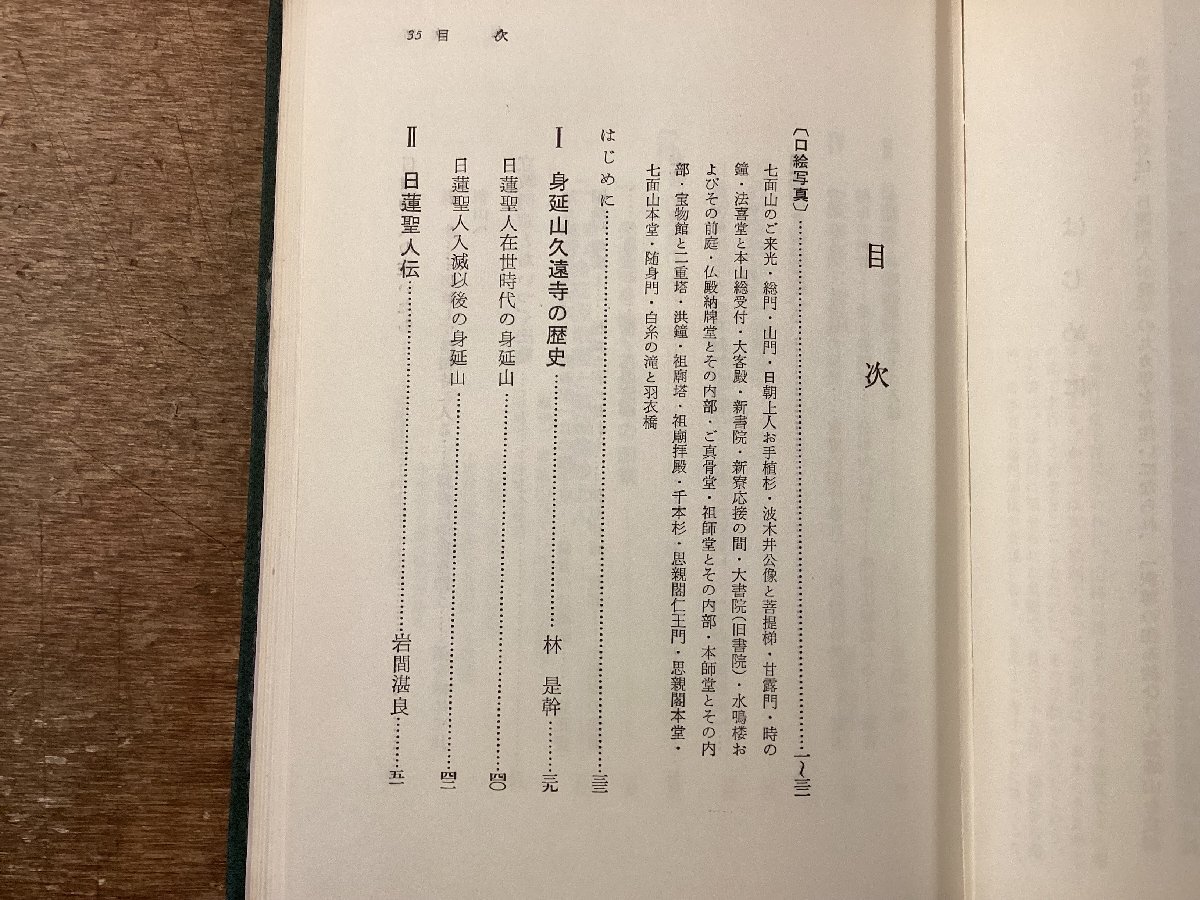 35 目 次
目 次
〔口絵写真〕……一〜三二
七面山のご来光・総門・山門・日朝上人お手植杉・波木井公像と菩提梯・甘露門・時の
鐘・法喜堂と本山総受付・大客殿・新書院・新寮応接の間・大書院(旧書院)・水鳴楼お
よびその前庭・仏殿納牌堂とその内部・ご真骨堂・祖師堂とその内部・本師堂とその内
部・宝物館と二重塔・洪鐘・祖廟塔・祖廟拝殿・千本杉・思親閣仁王門・思親閣本堂・
七面山本堂・随身門・白糸の滝と羽衣橋
はじめに……三三
Ⅰ 身延山久遠寺の歴史……林 是幹……三九
日蓮聖人在世時代の身延山……四〇
日蓮聖人入滅以後の身延山……四二
Ⅱ 日蓮聖人伝……岩間湛良……五一